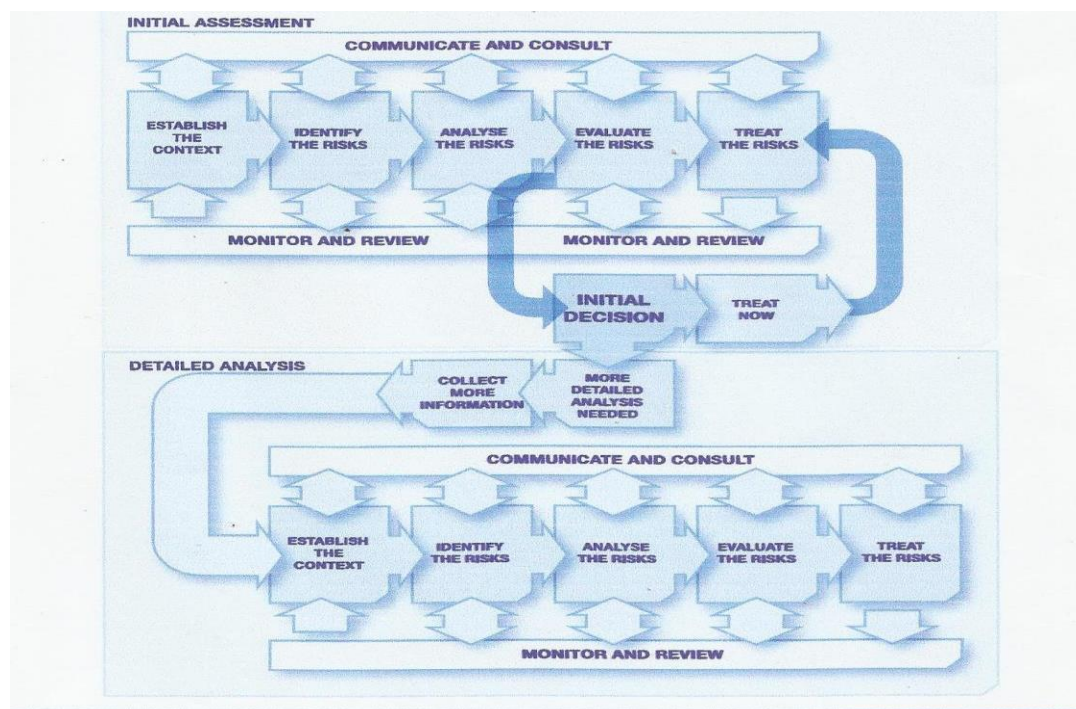 INITIAL ASSESSMENT
COMMUNICATE AND CONSULT
ESTABLISH
THE
CONTEXT
IDENTIFY
THE RISKS
ANALYSE
THE RISKS
EVALUATE
THE RISKS
TREAT
THE RISKS
MONITOR AND REVIEW
MONITOR AND REVIEW
INITIAL
DECISION
TREAT
NOW
DETAILED ANALYSIS
MORE
DETAILED
ANALYSIS
NEEDED
COLLECT
MORE
INFORMATION
COMMUNICATE AND CONSULT
ESTABLISH
THE
CONTEXT
IDENTIFY
THE RISKS
ANALYSE
THE RISKS
EVALUATE
THE RISKS
TREAT
THE RISKS
MONITOR AND REVIEW